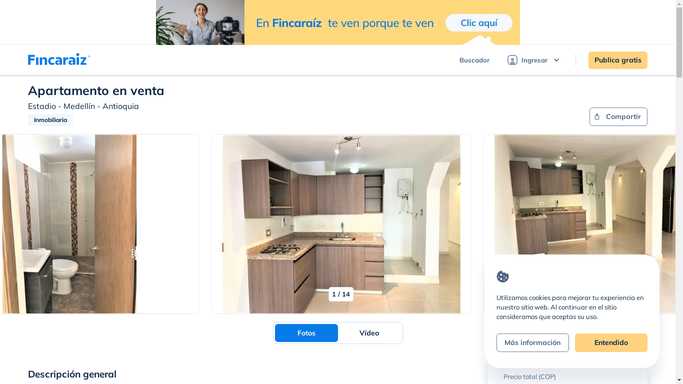 En Fincaraíz te ven porque te ven
Clic aquí
Fincaraíz
Buscador
Ingresar
Publica gratis
Apartamento en venta
Estadio - Medellín - Antioquia
Inmobiliaria
Compartir
1 / 14
Fotos
Vídeo
Utilizamos cookies para mejorar tu experiencia en
nuestro sitio web. Al continuar en el sitio
consideramos que aceptas su uso.
Más información
Entendido
Descripción general
Precio total (COP)